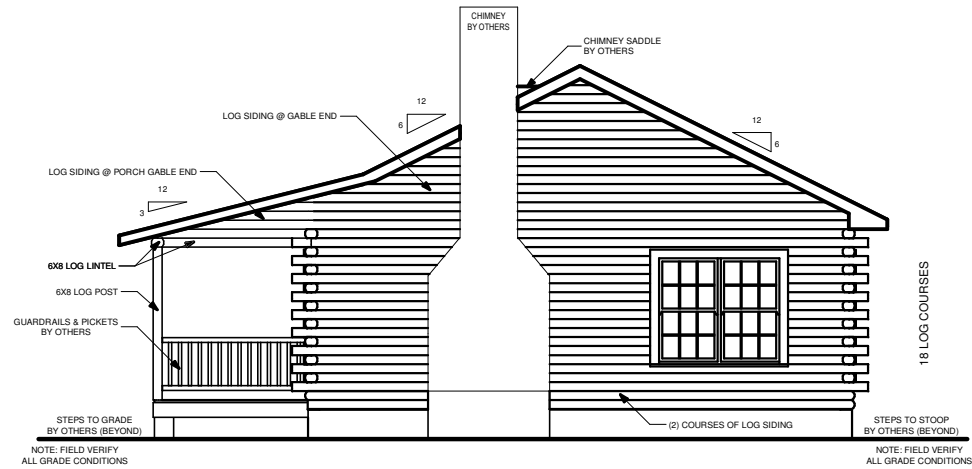 CHIMNEY
BY OTHERS
CHIMNEY SADDLE
BY OTHERS
12
6
LOG SIDING @ GABLE END
12
6
LOG SIDING @ PORCH GABLE END
12
3
6X8 LOG LINTEL
6X8 LOG POST
GUARDRAILS & PICKETS
BY OTHERS
18 LOG COURSES
STEPS TO GRADE
BY OTHERS (BEYOND)
(2) COURSES OF LOG SIDING
STEPS TO STOOP
BY OTHERS (BEYOND)
NOTE: FIELD VERIFY
ALL GRADE CONDITIONS
NOTE: FIELD VERIFY
ALL GRADE CONDITIONS